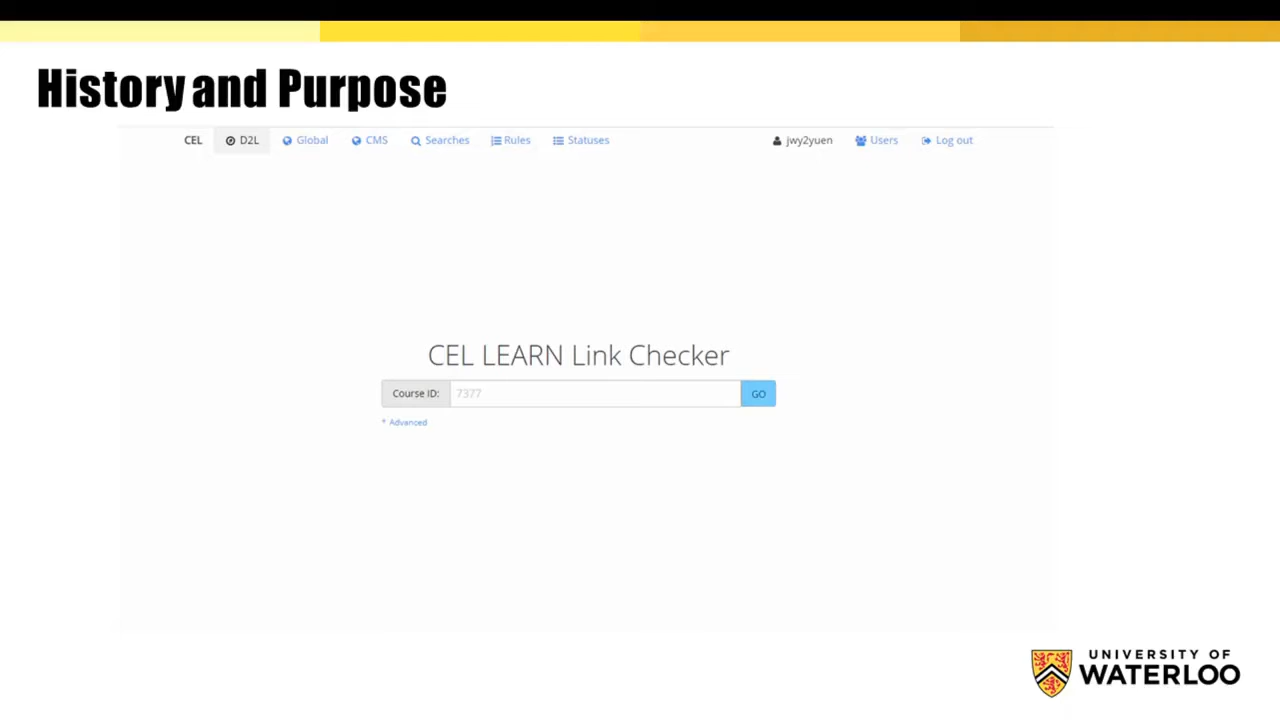 History and Purpose
CEL D2L Global CMS Searches Rules Statuses jwy2yuen Users Log out
CEL LEARN Link Checker
Course ID: 7377 GO
* Advanced
UNIVERSITY OF
WATERLOO